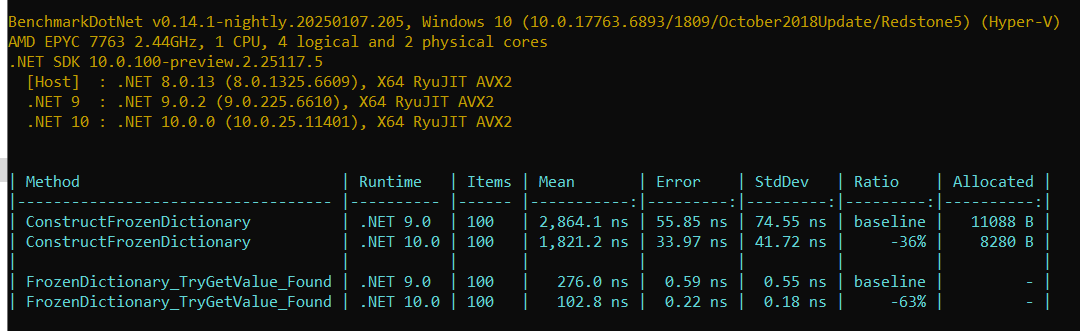 BenchmarkDotNet v0.14.1-nightly.20250107.205, Windows 10 (10.0.17763.6893/1809/October2018Update/Redstone5) (Hyper-V)
AMD EPYC 7763 2.44GHz, 1 CPU, 4 logical and 2 physical cores
.NET SDK 10.0.100-preview.2.25117.5
  [Host]  : .NET 8.0.13 (8.0.1325.6609), X64 RyuJIT AVX2
  .NET 9  : .NET 9.0.2 (9.0.225.6610), X64 RyuJIT AVX2
  .NET 10 : .NET 10.0.0 (10.0.25.11401), X64 RyuJIT AVX2
| Method                          | Runtime   | Items | Mean       | Error    | StdDev   | Ratio    | Allocated |
|-------------------------------- |---------- |------ |-----------:|---------:|---------:|---------:|----------:|
| ConstructFrozenDictionary       | .NET 9.0  | 100   | 2,864.1 ns | 55.85 ns | 74.55 ns | baseline |   11088 B |
| ConstructFrozenDictionary       | .NET 10.0 | 100   | 1,821.2 ns | 33.97 ns | 41.72 ns |     -36% |    8280 B |
|                                 |           |       |            |          |          |          |           |
| FrozenDictionary_TryGetValue_Found | .NET 9.0  | 100   |   276.0 ns |  0.59 ns |  0.55 ns | baseline |         - |
| FrozenDictionary_TryGetValue_Found | .NET 10.0 | 100   |   102.8 ns |  0.22 ns |  0.18 ns |     -63% |         - |